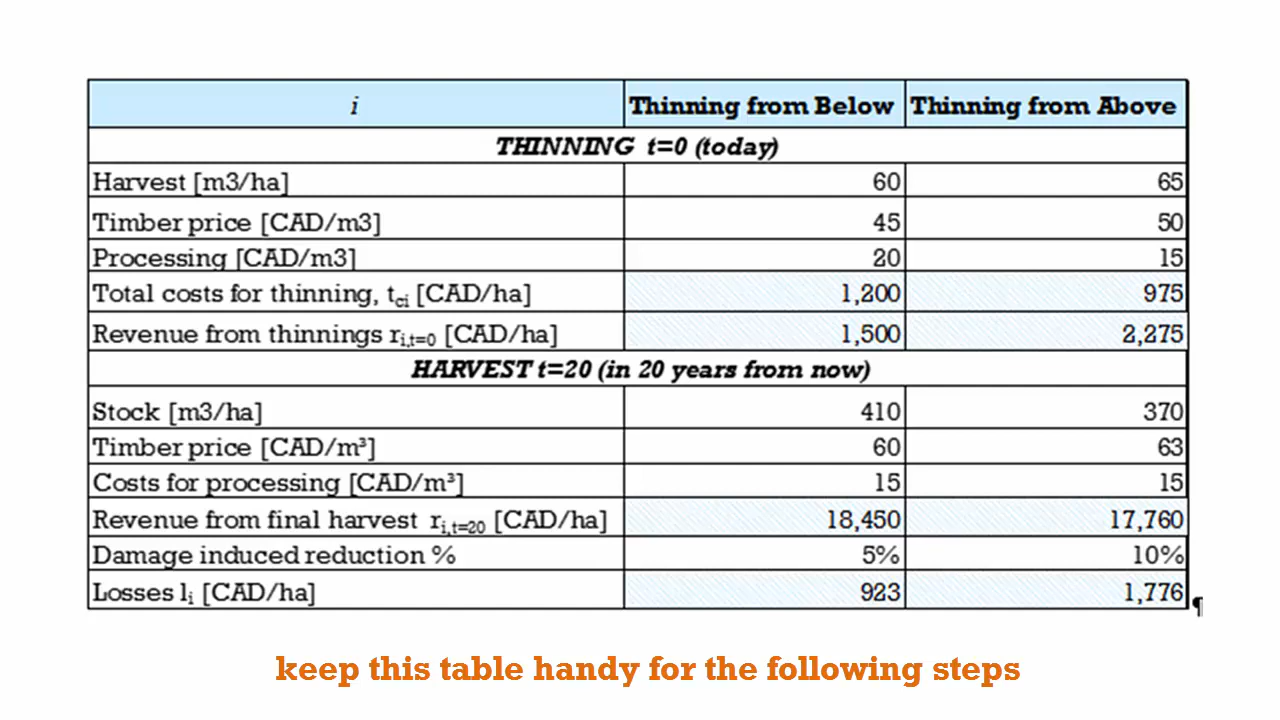 i Thinning from Below Thinning from Above
THINNING t=0 (today)
Harvest [m3/ha] 60 65
Timber price [CAD/m3] 45 50
Processing [CAD/m3] 20 15
Total costs for thinning, tci [CAD/ha] 1,200 975
Revenue from thinnings ri,t=0 [CAD/ha] 1,500 2,275
HARVEST t=20 (in 20 years from now)
Stock [m3/ha] 410 370
Timber price [CAD/m³] 60 63
Costs for processing [CAD/m³] 15 15
Revenue from final harvest ri,t=20 [CAD/ha] 18,450 17,760
Damage induced reduction % 5% 10%
Losses li [CAD/ha] 923 1,776 ¶
keep this table handy for the following steps